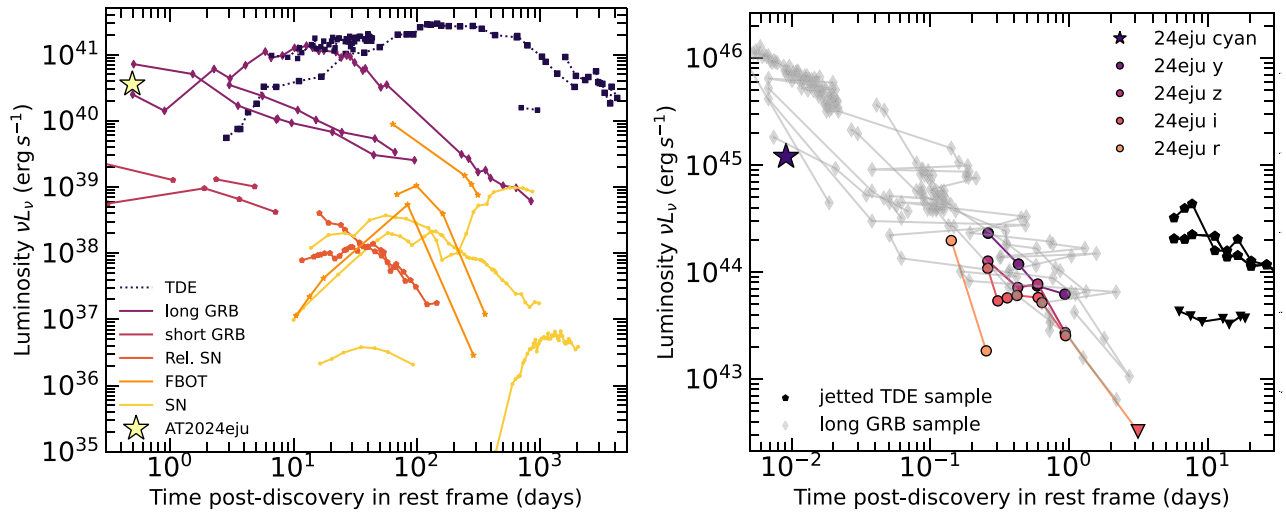 10^41
10^40
10^39
10^38
10^37
10^36
10^35
Luminosity νL_ν (erg s^−1)
TDE
long GRB
short GRB
Rel. SN
FBOT
SN
AT2024eju
10^0
10^1
10^2
10^3
Time post-discovery in rest frame (days)
10^46
10^45
10^44
10^43
Luminosity νL_ν (erg s^−1)
24eju cyan
24eju y
24eju z
24eju i
24eju r
jetted TDE sample
long GRB sample
10^−2
10^−1
10^0
10^1
Time post-discovery in rest frame (days)